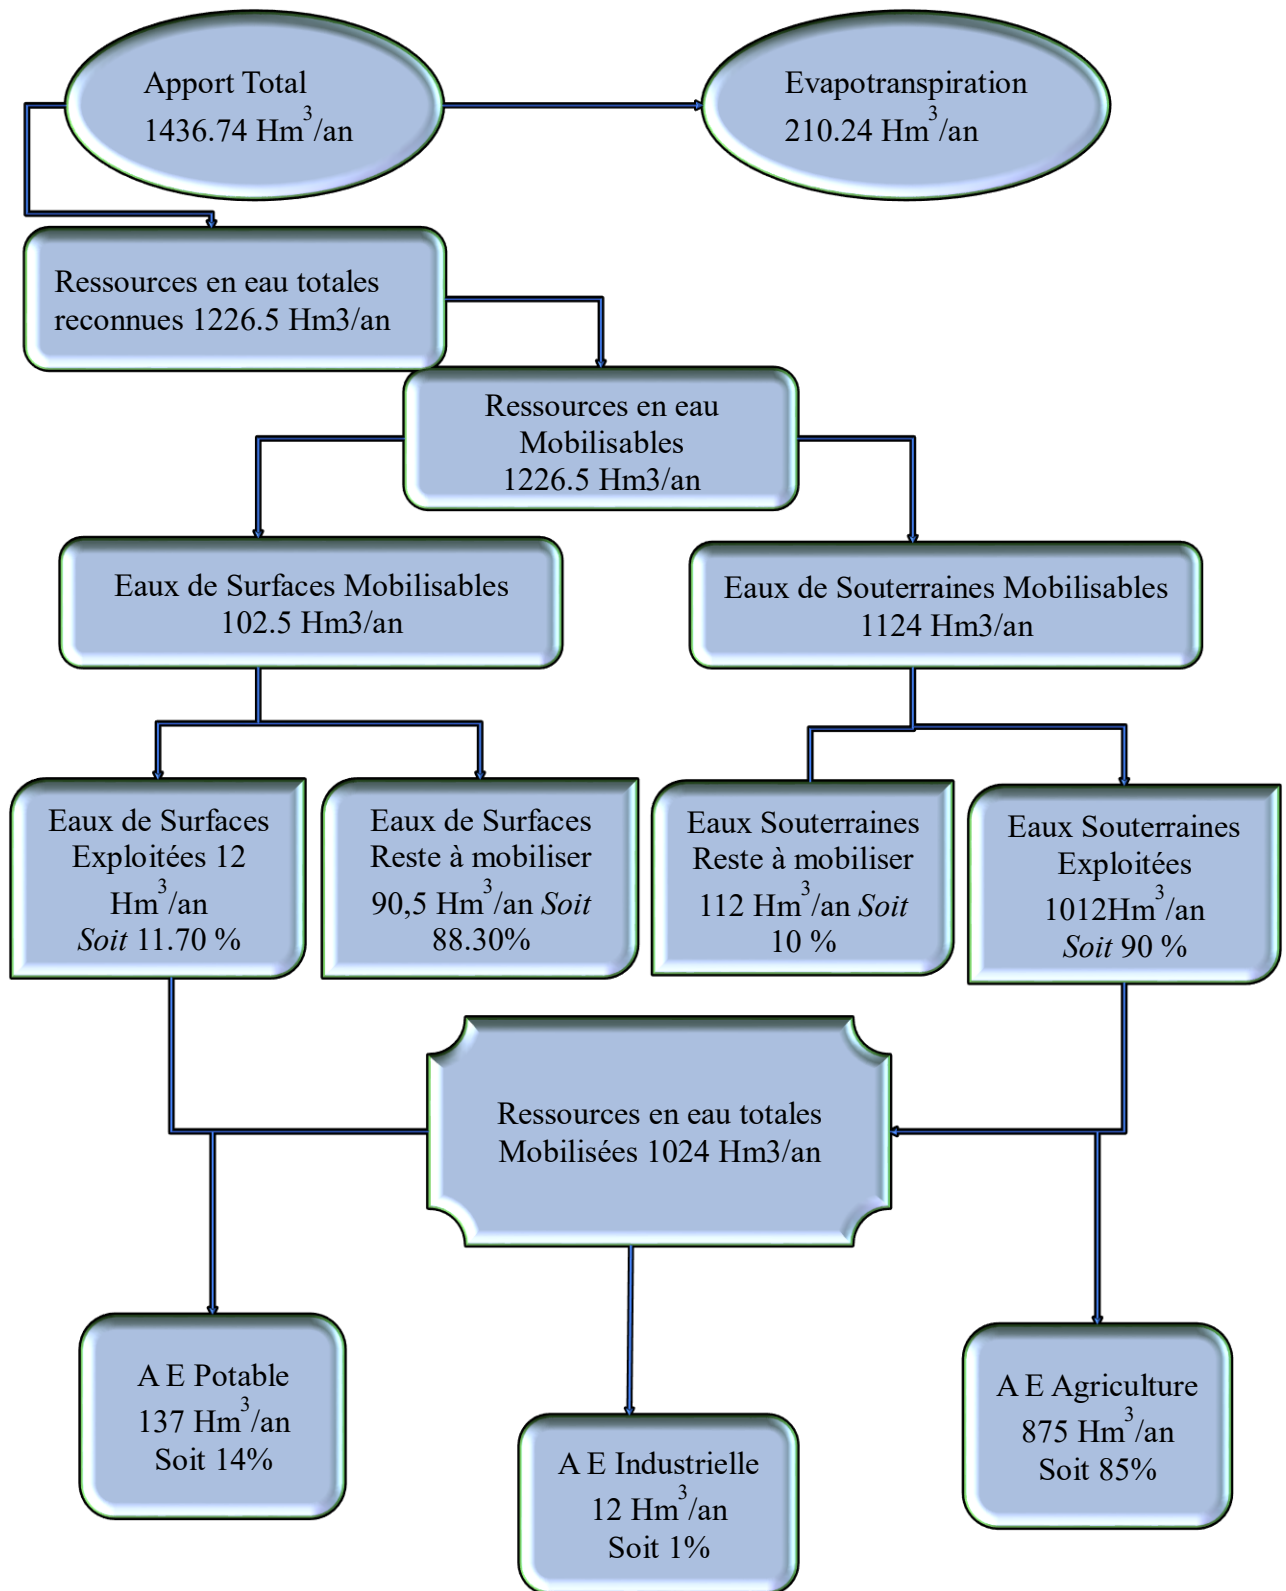 Apport Total
1436.74 Hm³/an
Evapotranspiration
210.24 Hm³/an
Ressources en eau totales
reconnues 1226.5 Hm3/an
Ressources en eau
Mobilisables
1226.5 Hm3/an
Eaux de Surfaces Mobilisables
102.5 Hm3/an
Eaux de Souterraines Mobilisables
1124 Hm3/an
Eaux de Surfaces
Exploitées 12
Hm³/an
Soit 11.70 %
Eaux de Surfaces
Reste à mobiliser
90,5 Hm³/an Soit
88.30%
Eaux Souterraines
Reste à mobiliser
112 Hm³/an Soit
10 %
Eaux Souterraines
Exploitées
1012Hm³/an
Soit 90 %
Ressources en eau totales
Mobilisées 1024 Hm3/an
A E Potable
137 Hm³/an
Soit 14%
A E Industrielle
12 Hm³/an
Soit 1%
A E Agriculture
875 Hm³/an
Soit 85%